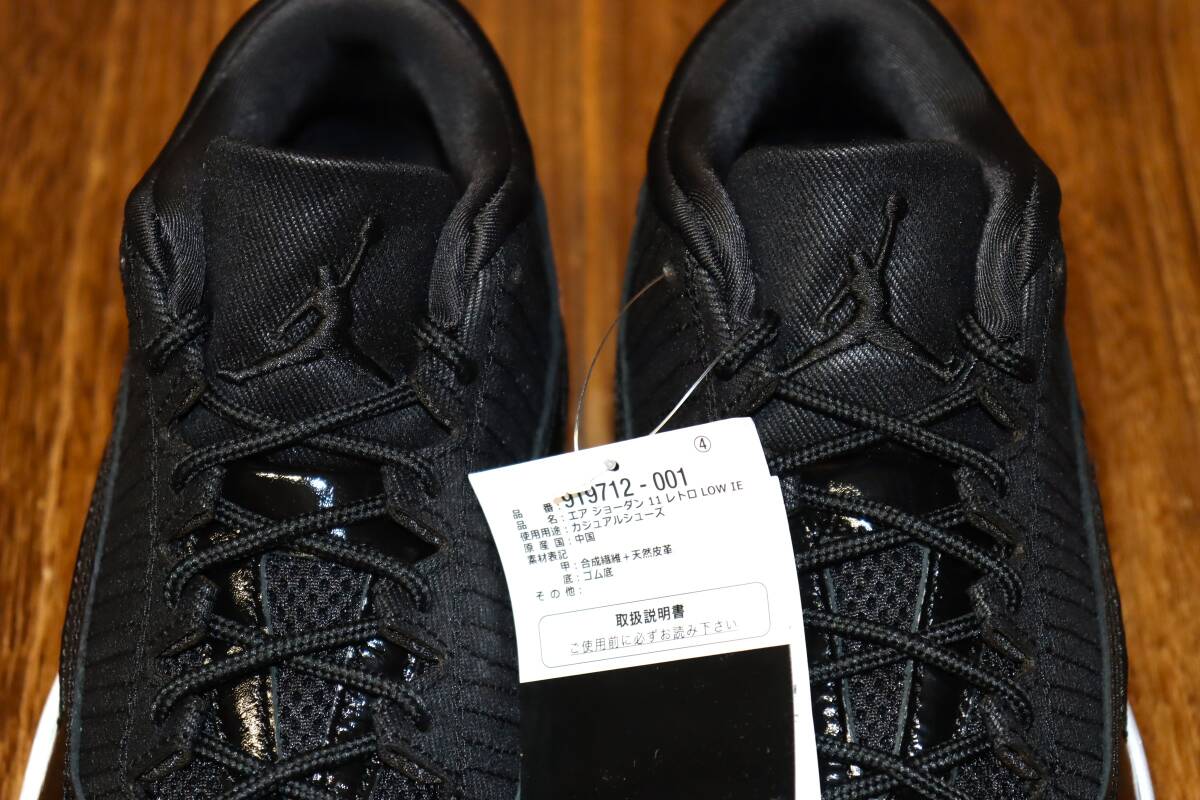 ④
品 番：919712 - 001
品 名：エア ジョーダン 11 レトロ LOW IE
使用用途：カジュアルシューズ
原 産 国：中国
素材表記
甲：合成繊維＋天然皮革
底：ゴム底
そ の 他：
取扱説明書
ご使用前に必ずお読み下さい